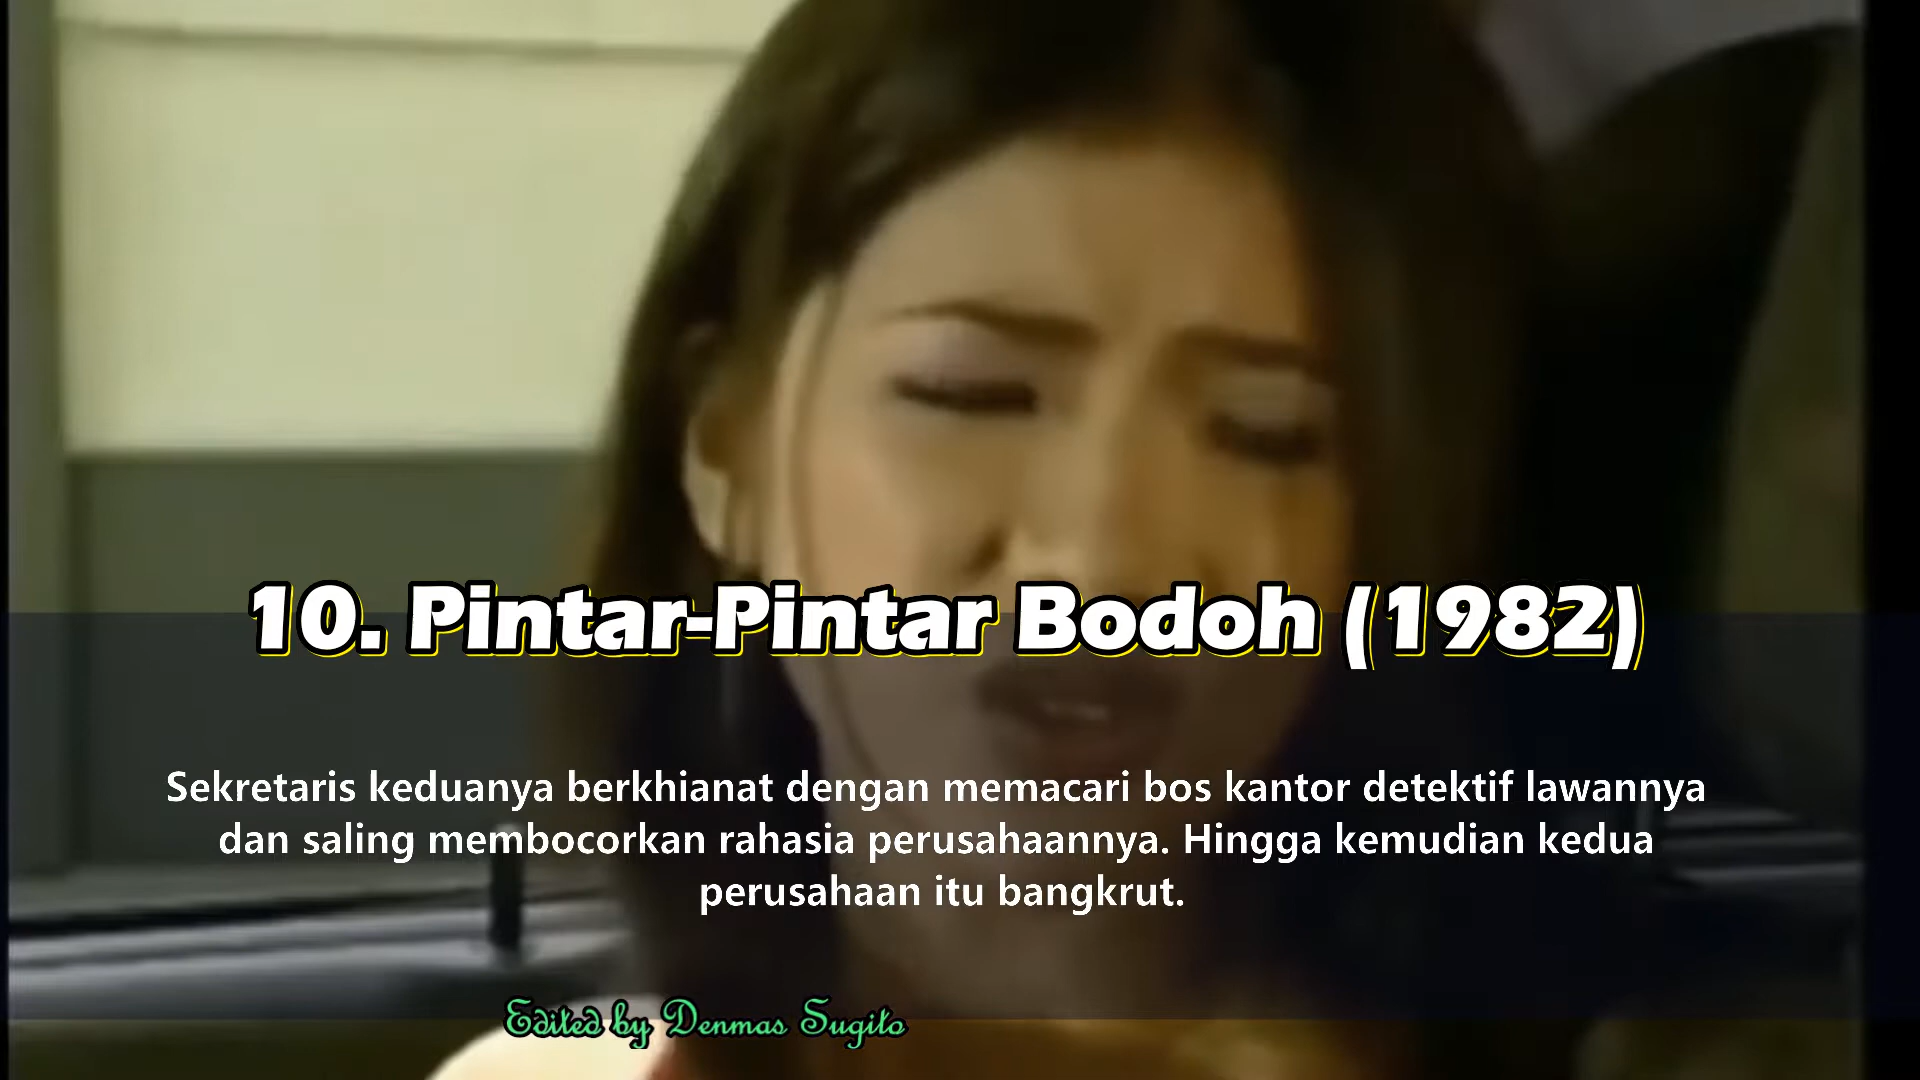 10. Pintar-Pintar Bodoh (1982)
Sekretaris keduanya berkhianat dengan memacari bos kantor detektif lawannya
dan saling membocorkan rahasia perusahaannya. Hingga kemudian kedua
perusahaan itu bangkrut.
Edited by Denmas Sugito